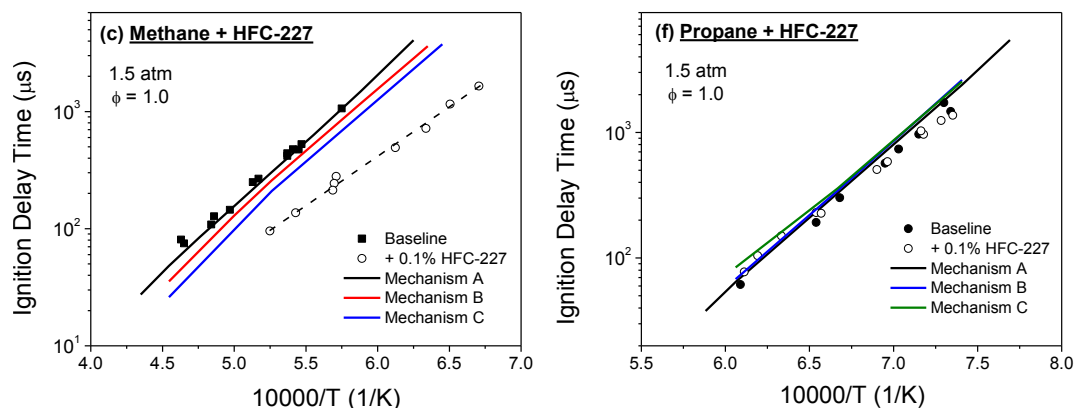 (c) Methane + HFC-227
1.5 atm
ϕ = 1.0
Ignition Delay Time (μs)
10³
10²
10¹
Baseline
+ 0.1% HFC-227
Mechanism A
Mechanism B
Mechanism C
4.0 4.5 5.0 5.5 6.0 6.5 7.0
10000/T (1/K)
(f) Propane + HFC-227
1.5 atm
ϕ = 1.0
Ignition Delay Time (μs)
10³
10²
Baseline
+ 0.1% HFC-227
Mechanism A
Mechanism B
Mechanism C
5.5 6.0 6.5 7.0 7.5 8.0
10000/T (1/K)